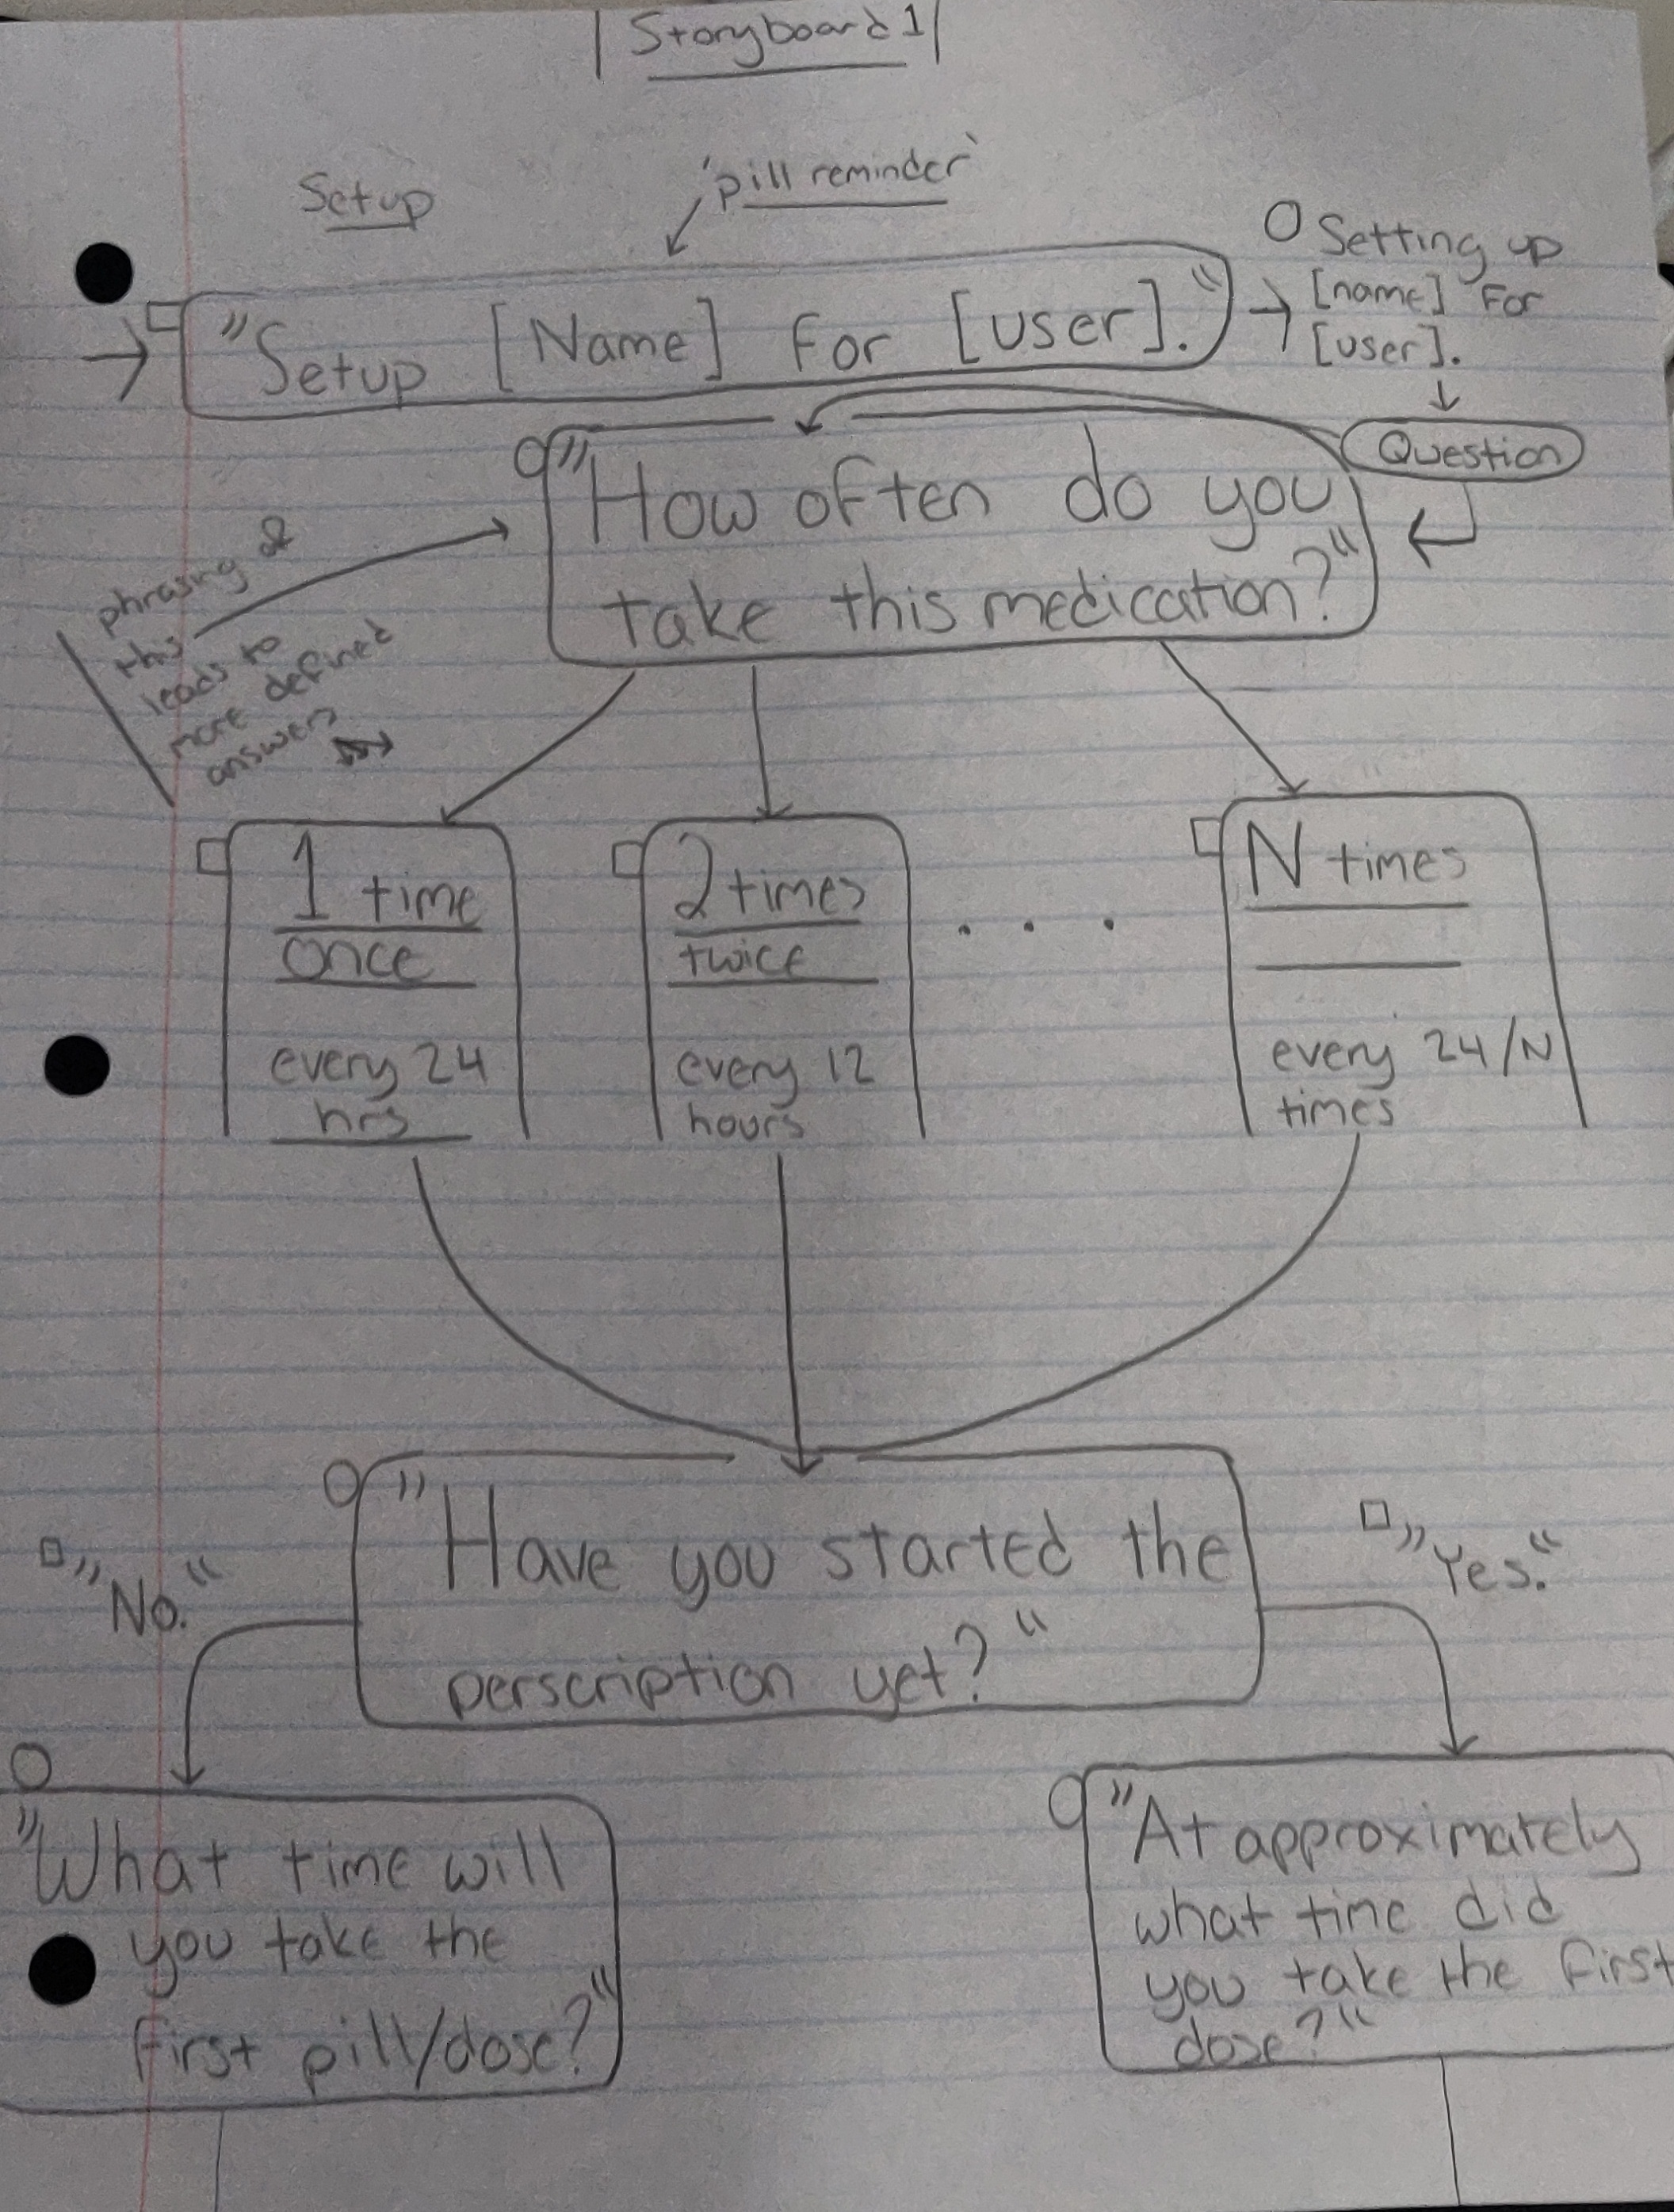 Storyboard 1
Setup
'pill reminder'
"Setup [Name] for [user]."
Setting up
[name] for
[user].
Question
"How often do you
take this medication?"
phrasing of
this
leads to
more defined
answers
1 time
once
every 24
hrs
2 times
twice
every 12
hours
. . .
N times
every 24/N
times
"Have you started the
perscription yet?"
"No."
"Yes."
"What time will
you take the
first pill/dose?"
"At approximately
what time did
you take the first
dose?"